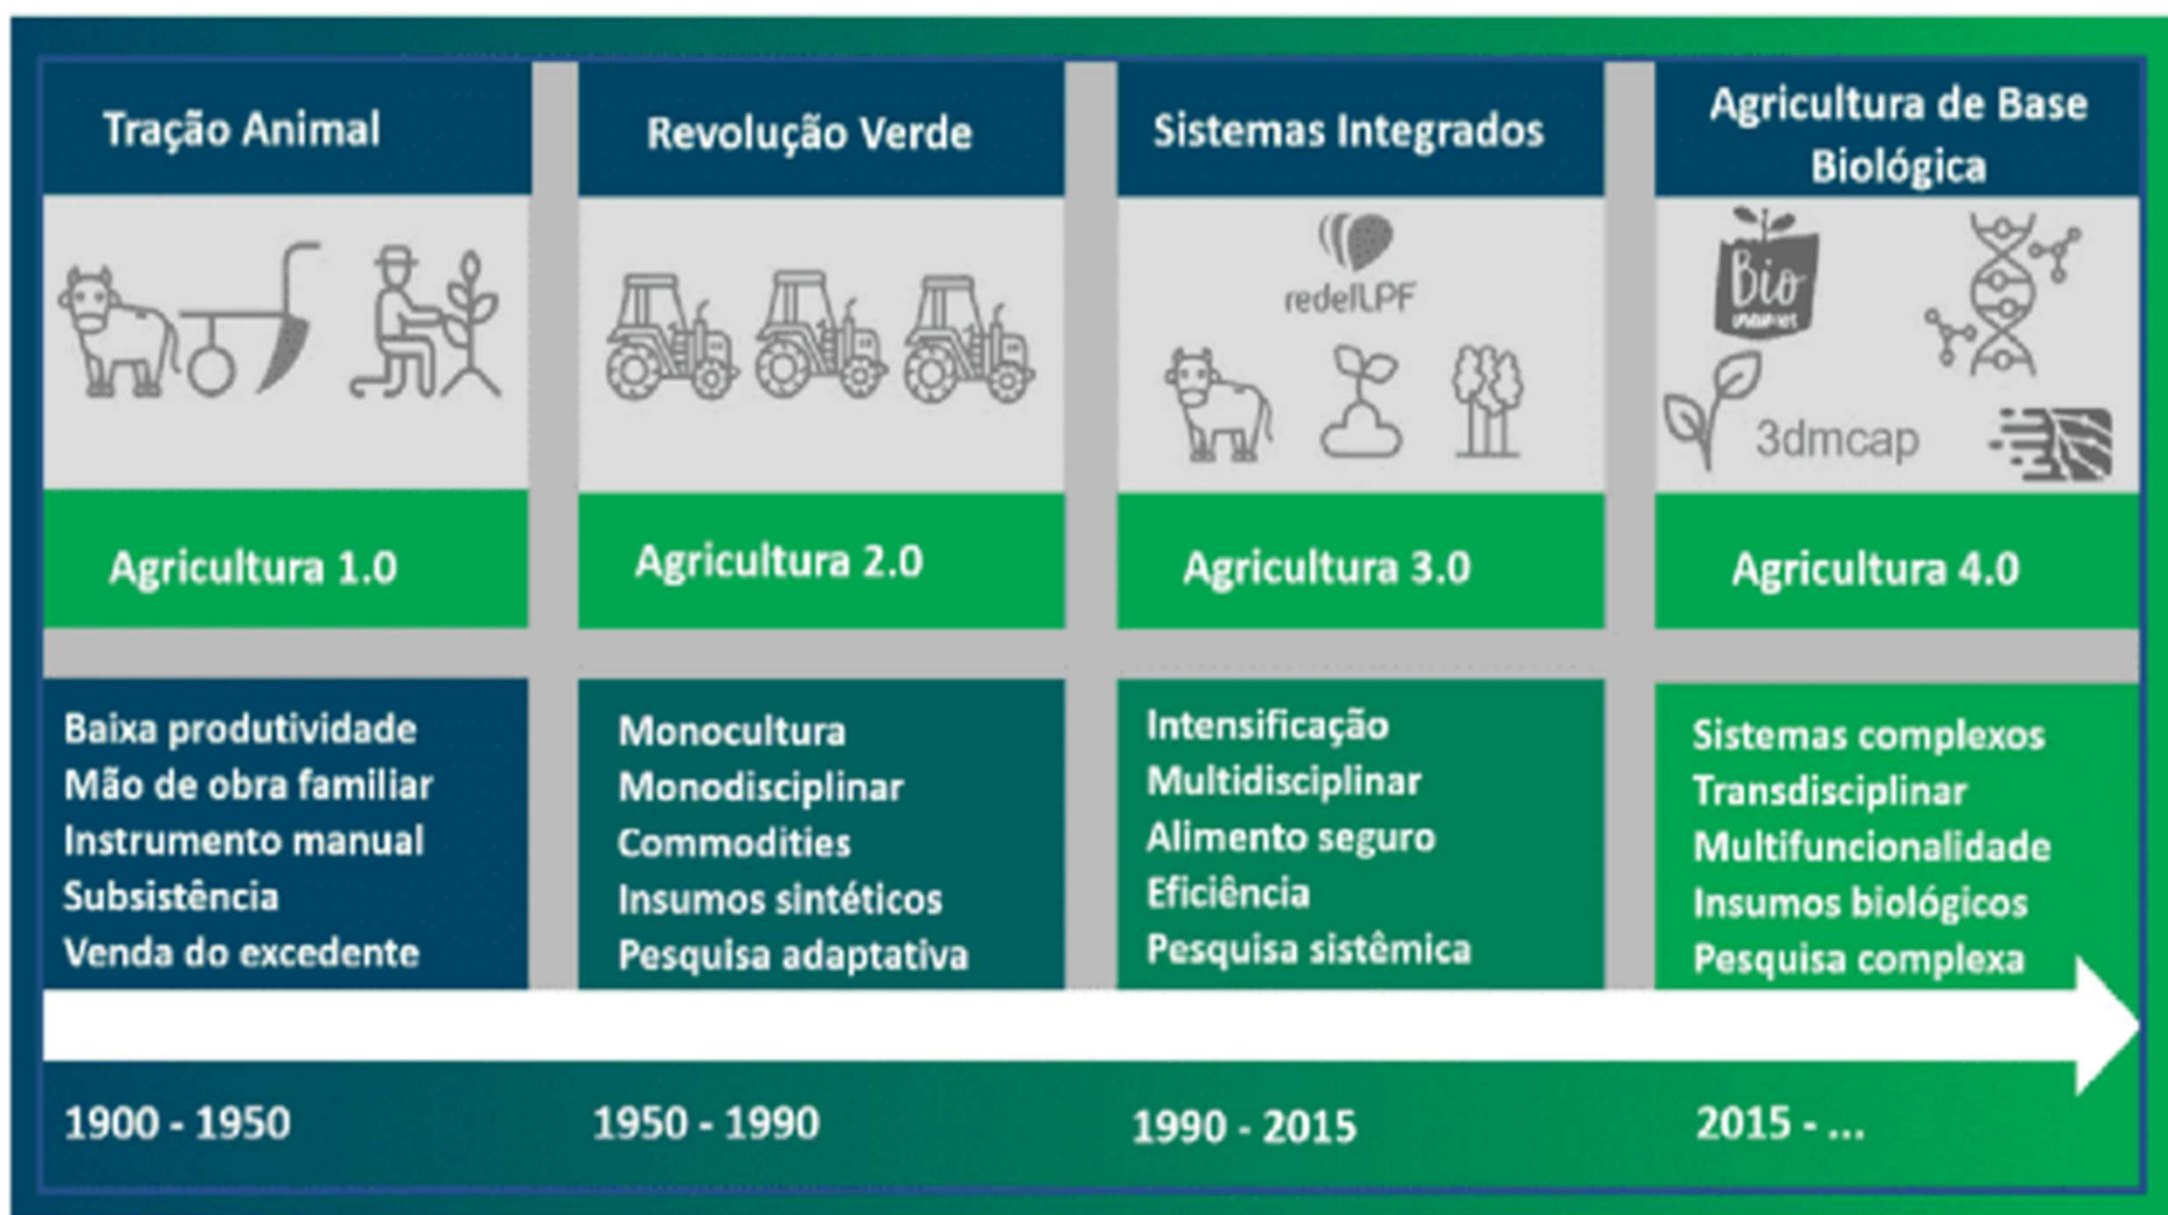 Tração Animal
Revolução Verde
Sistemas Integrados
Agricultura de Base
Biológica
redeILPF
Bio
3dmcap
Agricultura 1.0
Agricultura 2.0
Agricultura 3.0
Agricultura 4.0
Baixa produtividade
Mão de obra familiar
Instrumento manual
Subsistência
Venda do excedente
Monocultura
Monodisciplinar
Commodities
Insumos sintéticos
Pesquisa adaptativa
Intensificação
Multidisciplinar
Alimento seguro
Eficiência
Pesquisa sistêmica
Sistemas complexos
Transdisciplinar
Multifuncionalidade
Insumos biológicos
Pesquisa complexa
1900 - 1950
1950 - 1990
1990 - 2015
2015 - ...